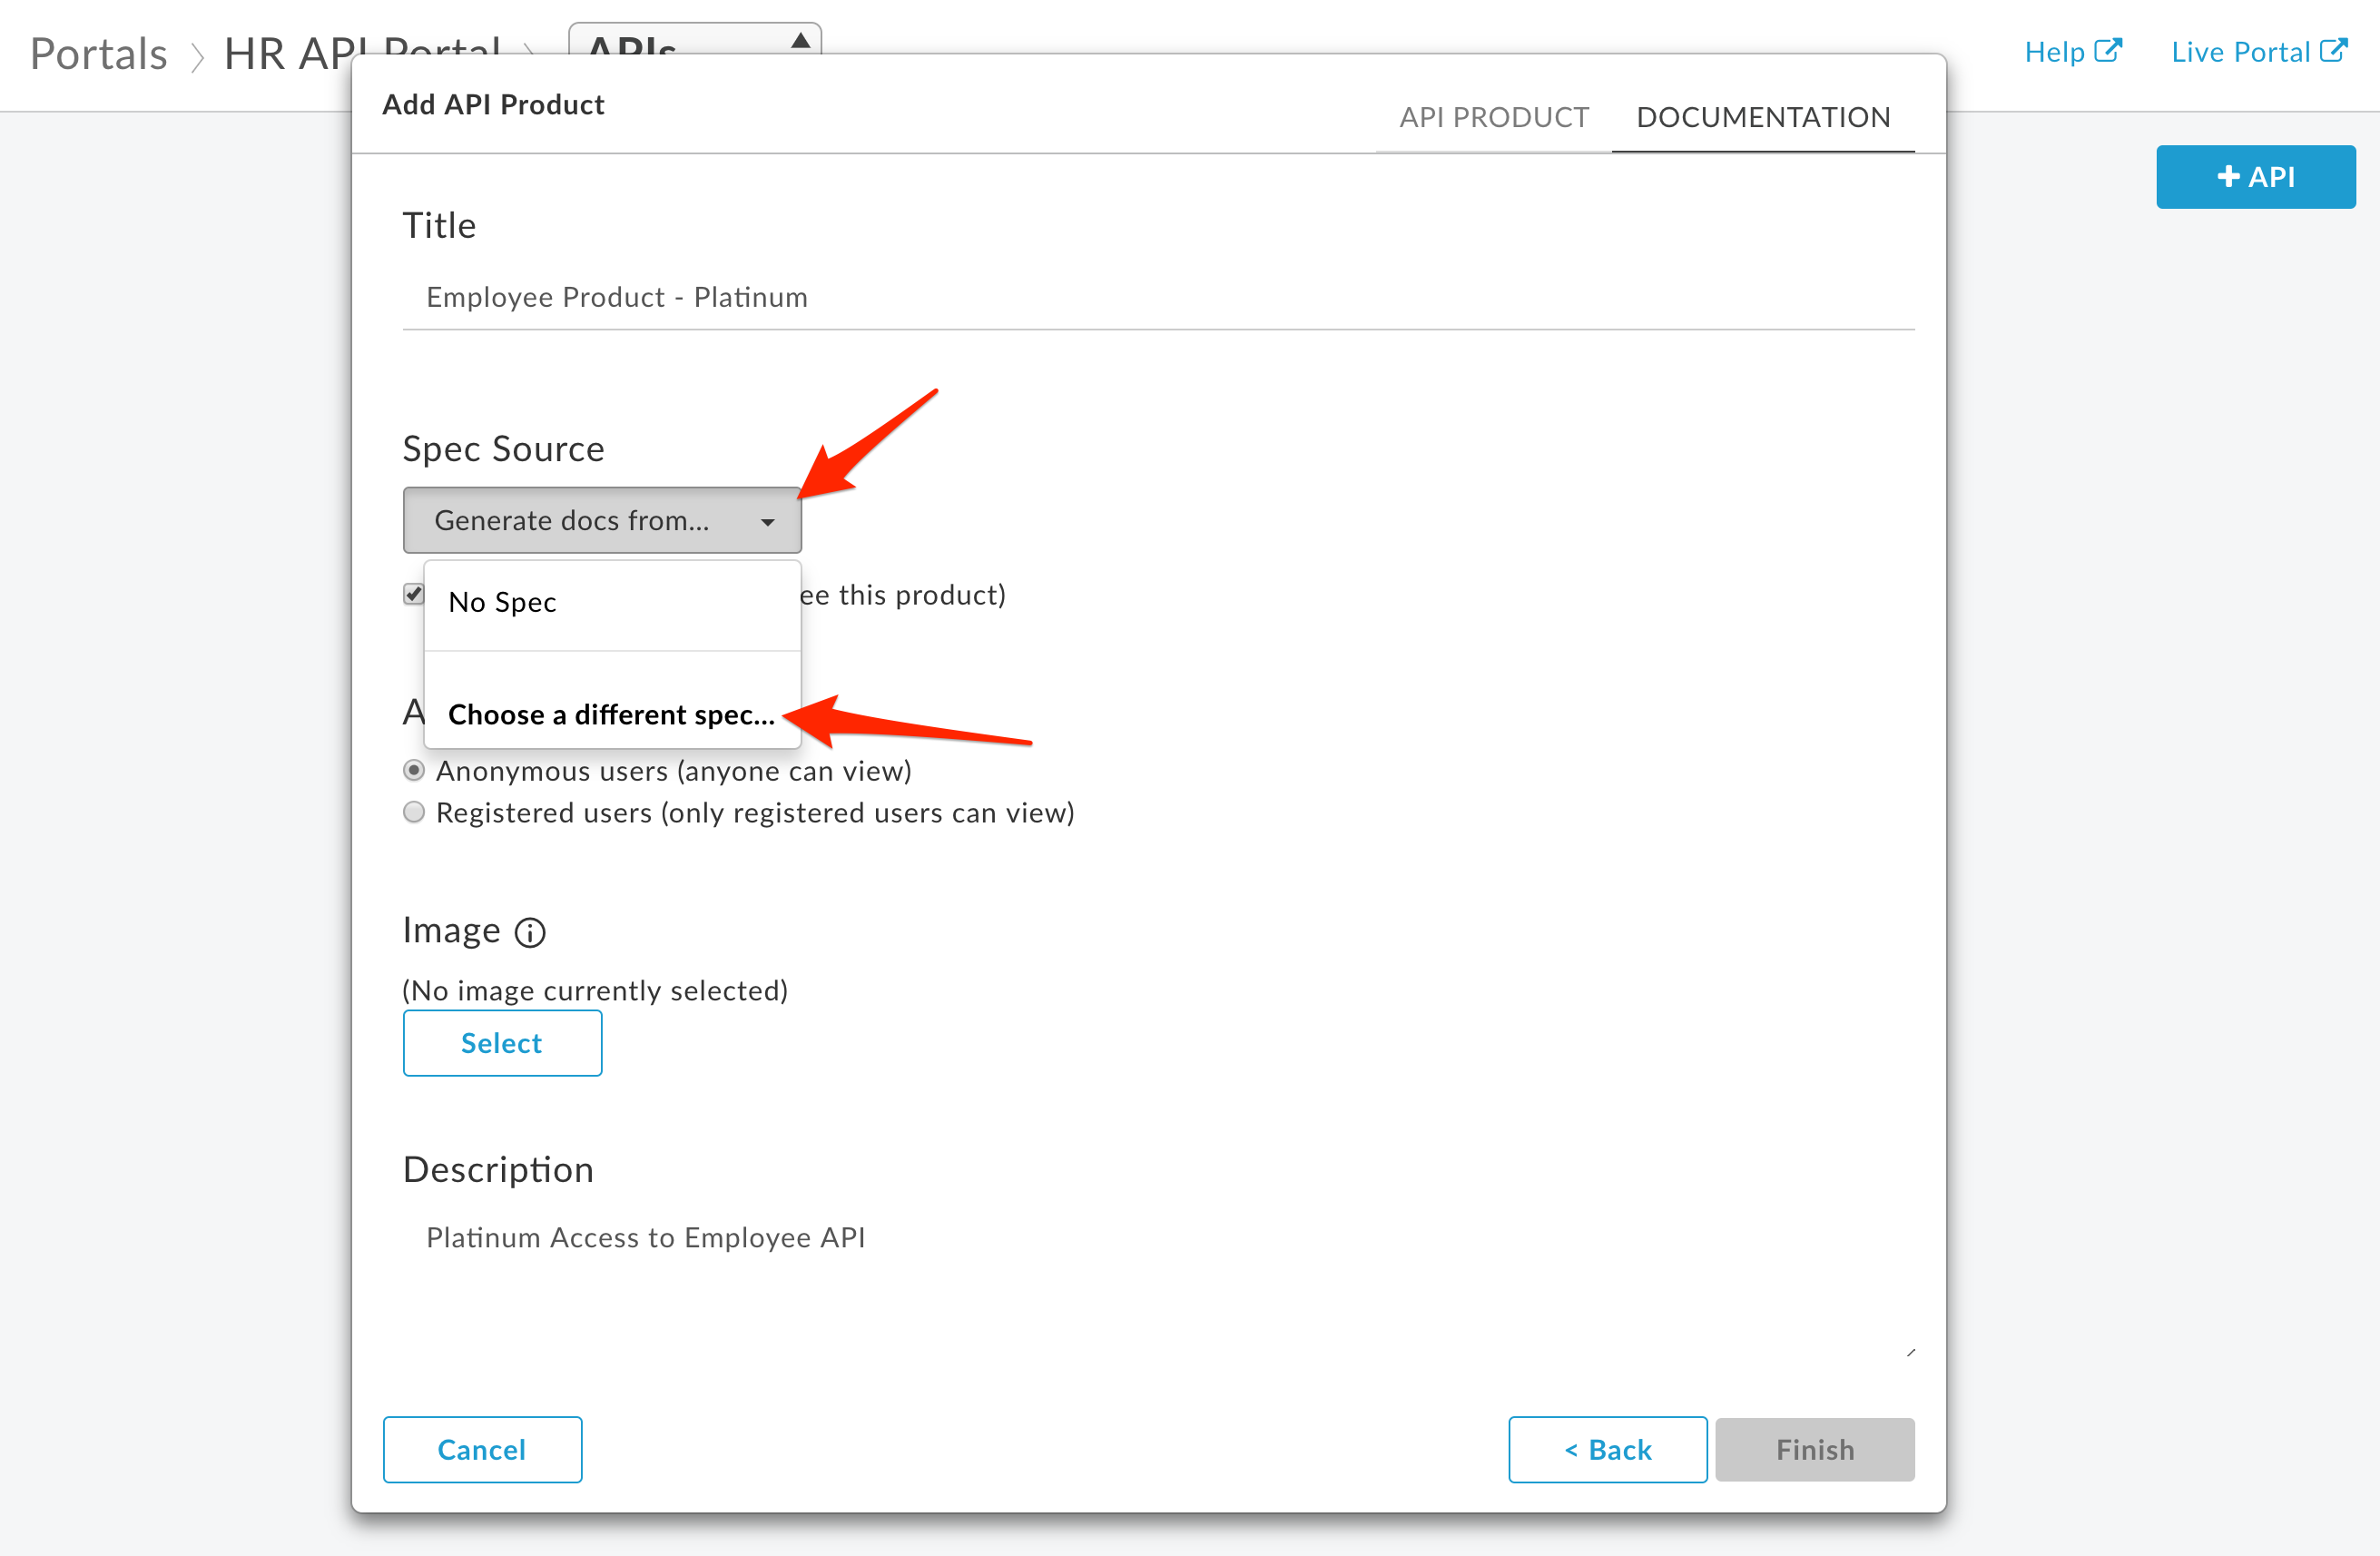 Portals > HR API Portal > APIs
Help
Live Portal
+ API
Add API Product
API PRODUCT
DOCUMENTATION
Title
Employee Product - Platinum
Spec Source
Generate docs from...
No Spec
ee this product)
Choose a different spec...
A
Anonymous users (anyone can view)
Registered users (only registered users can view)
Image
(No image currently selected)
Select
Description
Platinum Access to Employee API
Cancel
< Back
Finish